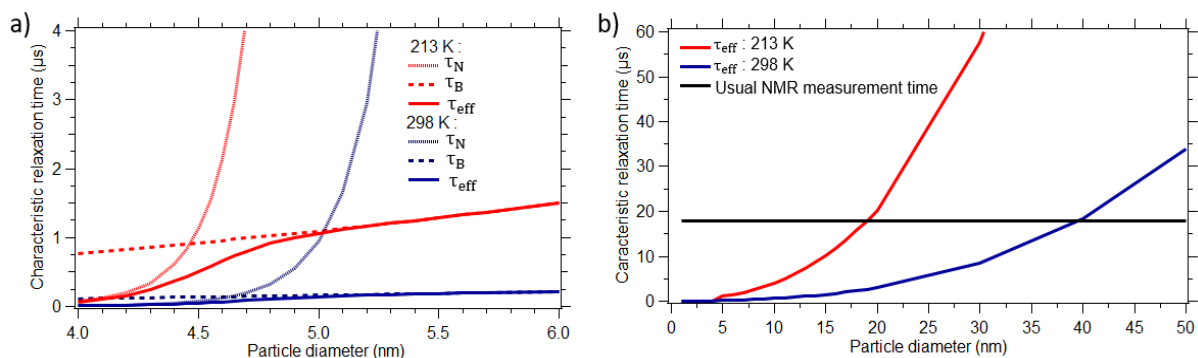 a)
Characteristic relaxation time (μs)
4
3
2
1
0
4.0
4.5
5.0
5.5
6.0
Particle diameter (nm)
213 K :
τN
τB
τeff
298 K :
τN
τB
τeff
b)
Caracteristic relaxation time (μs)
60
50
40
30
20
10
0
0
5
10
15
20
25
30
35
40
45
50
Particle diameter (nm)
τeff : 213 K
τeff : 298 K
Usual NMR measurement time